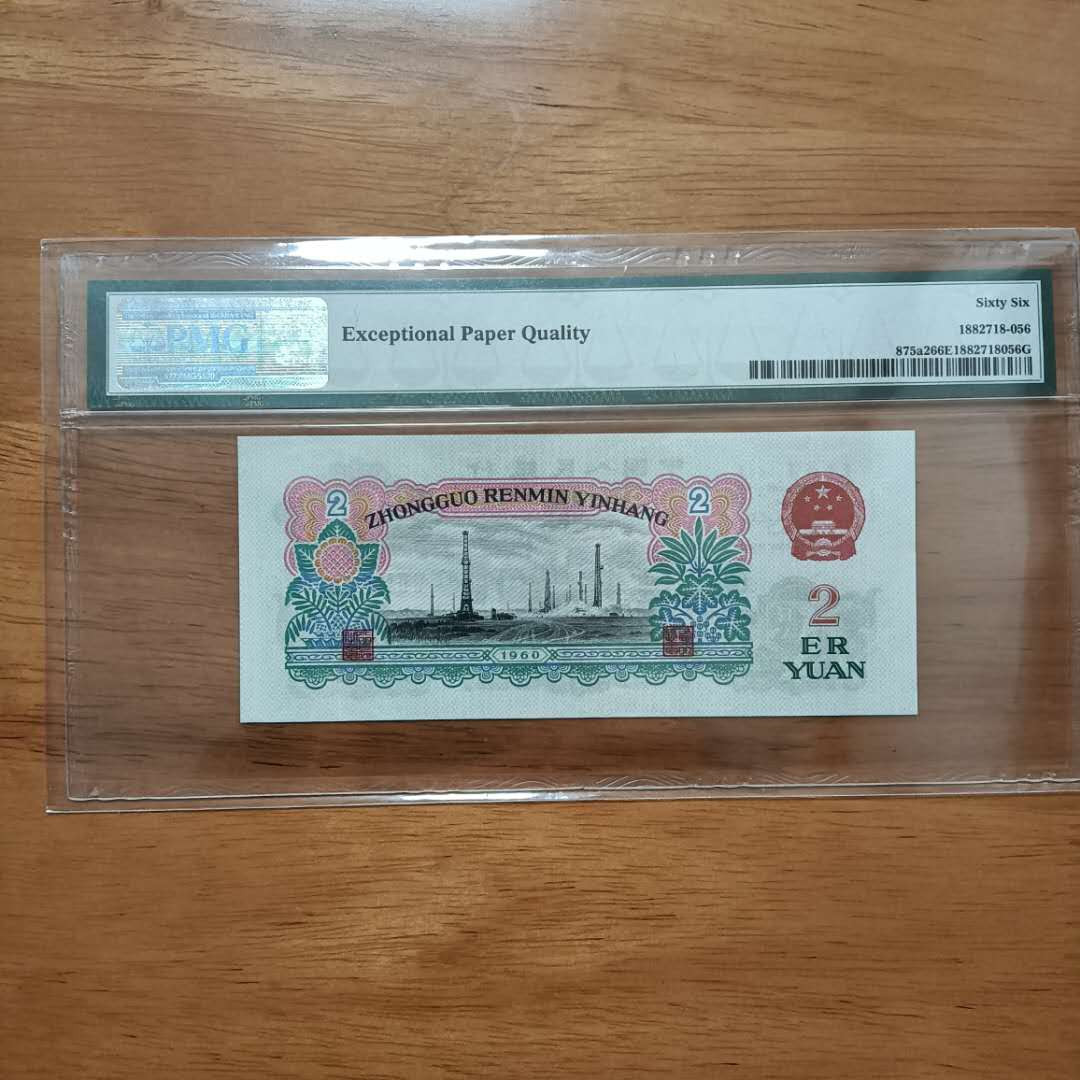 PMG
Exceptional Paper Quality
Sixty Six
1882718-056
875a266E1882718056G
2
ZHONGGUO RENMIN YINHANG
2
1960
2
ER
YUAN